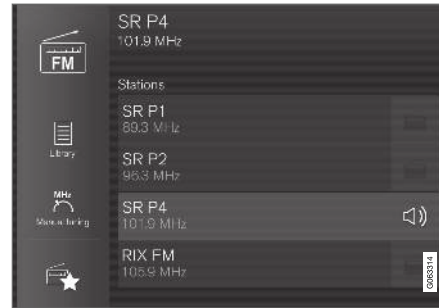 SR P4
101.9 MHz
FM
Stations
SR P1
89.3 MHz
Library
SR P2
96.3 MHz
MHz
Manual tuning
SR P4
101.9 MHz
RIX FM
105.9 MHz
G063314